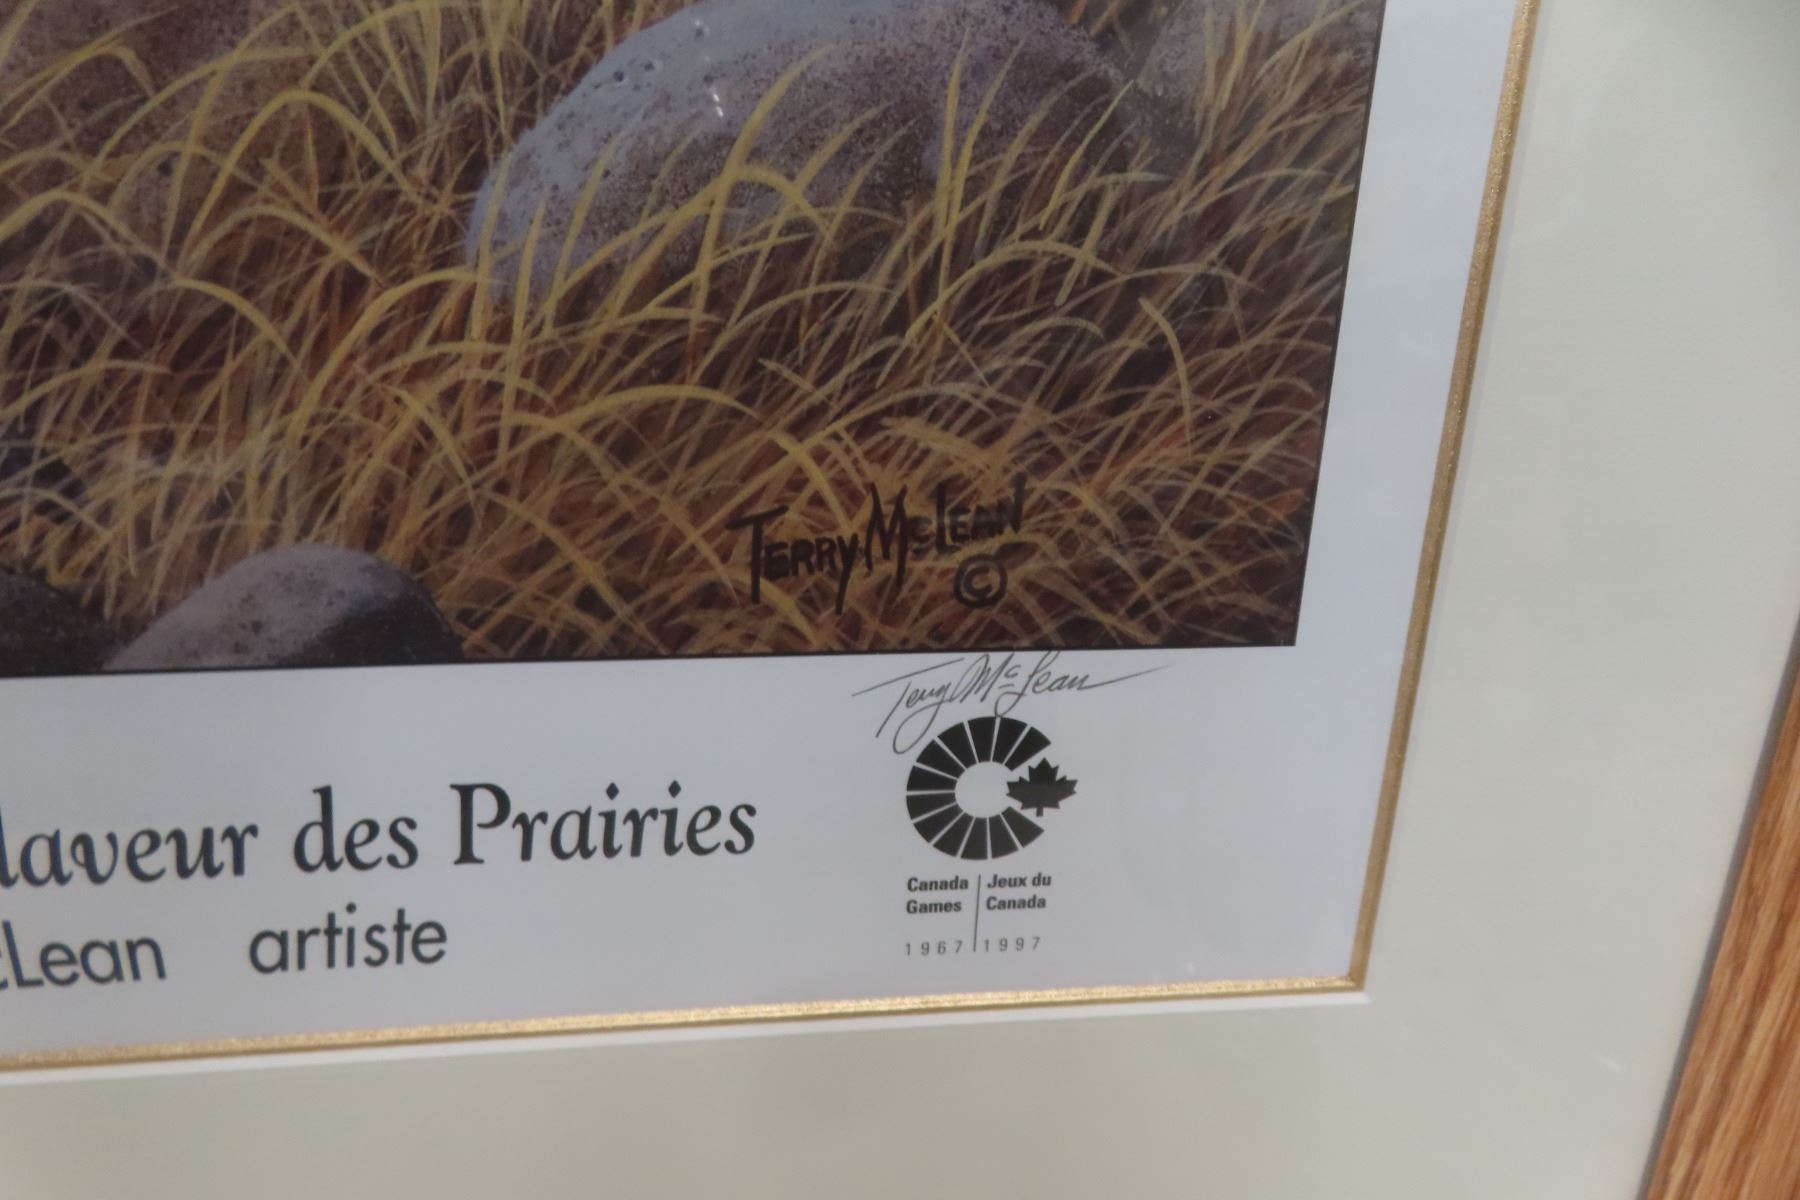 TERRY McLEAN
©
Terry McLean
laveur des Prairies
cLean artiste
Canada Games
Jeux du Canada
1967 | 1997